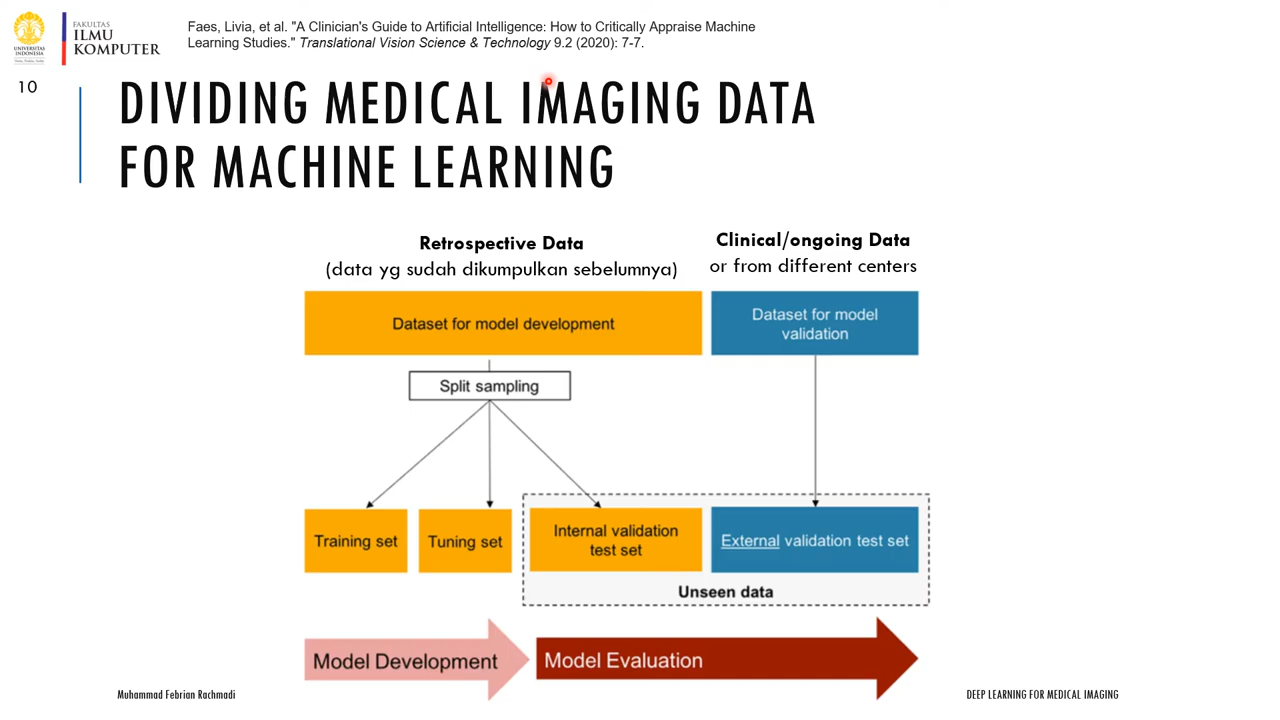 UNIVERSITAS
INDONESIA
FAKULTAS
ILMU
KOMPUTER
Faes, Livia, et al. "A Clinician's Guide to Artificial Intelligence: How to Critically Appraise Machine
Learning Studies." Translational Vision Science & Technology 9.2 (2020): 7-7.
10
DIVIDING MEDICAL IMAGING DATA
FOR MACHINE LEARNING
Retrospective Data
(data yg sudah dikumpulkan sebelumnya)
Clinical/ongoing Data
or from different centers
Dataset for model development
Dataset for model
validation
Split sampling
Training set
Tuning set
Internal validation
test set
External validation test set
Unseen data
Model Development
Model Evaluation
Muhammad Febrian Rachmadi
DEEP LEARNING FOR MEDICAL IMAGING